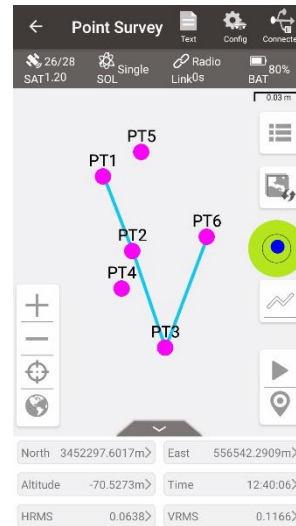 Point Survey
Text
Config
Connecte
26/28
SAT1.20
Single
SOL
Radio
Link0s
80%
BAT
0.03 m
PT5
PT1
PT6
PT2
PT4
PT3
North 3452297.6017m
East 556542.2909m
Altitude -70.5273m
Time 12:40:06
HRMS 0.0638
VRMS 0.1166